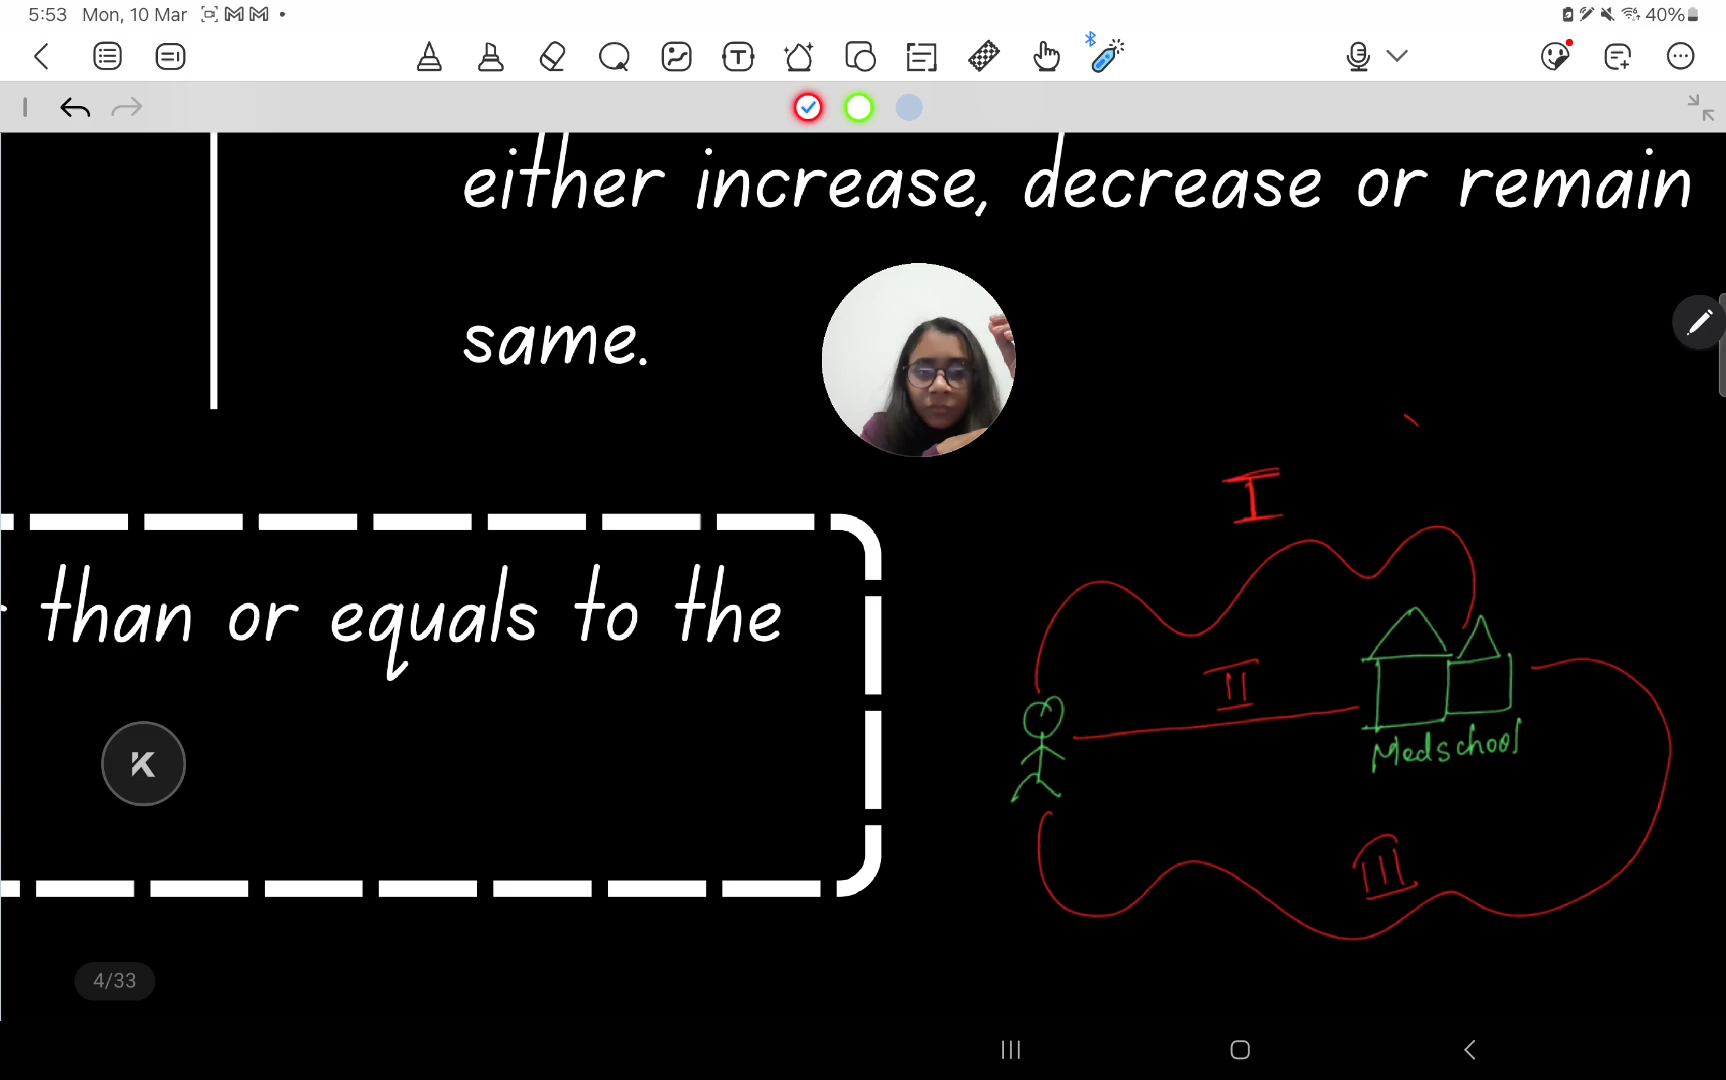 5:53 Mon, 10 Mar
40%
either increase, decrease or remain
same.
I
than or equals to the
II
Medschool
K
III
4/33